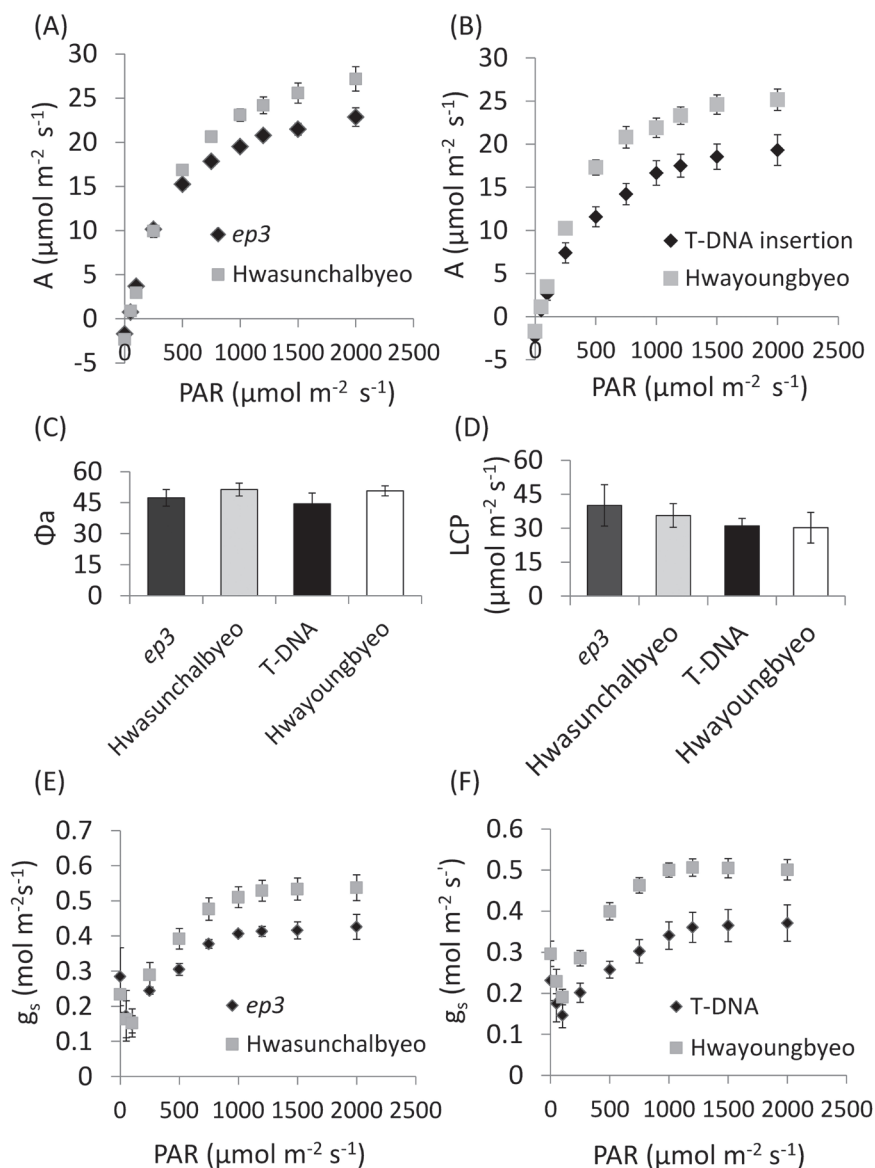 (A)
30
25
20
15
10
5
0
-5
A (µmol m-2 s-1)
ep3
Hwasunchalbyeo
0 500 1000 1500 2000 2500
PAR (µmol m-2 s-1)
(B)
30
25
20
15
10
5
0
-5
A (µmol m-2 s-1)
T-DNA insertion
Hwayoungbyeo
0 500 1000 1500 2000 2500
PAR (µmol m-2 s-1)
(C)
60
45
30
15
0
Φa
ep3
Hwasunchalbyeo
T-DNA
Hwayoungbyeo
(D)
60
45
30
15
0
LCP
(µmol m-2 s-1)
ep3
Hwasunchalbyeo
T-DNA
Hwayoungbyeo
(E)
0.7
0.6
0.5
0.4
0.3
0.2
0.1
0
gs (mol m-2s-1)
ep3
Hwasunchalbyeo
0 500 1000 1500 2000 2500
PAR (µmol m-2 s-1)
(F)
0.6
0.5
0.4
0.3
0.2
0.1
0
gs (mol m-2 s-')
T-DNA
Hwayoungbyeo
0 500 1000 1500 2000 2500
PAR (µmol m-2 s-1)